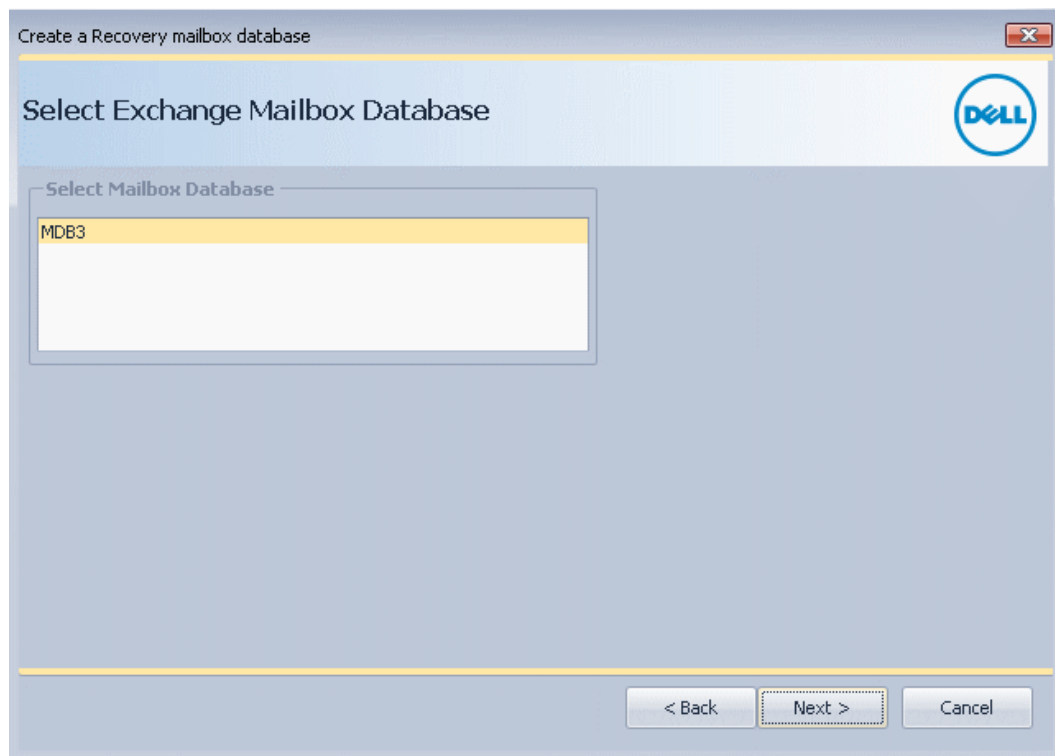 Create a Recovery mailbox database
Select Exchange Mailbox Database
DELL
Select Mailbox Database
MDB3
< Back
Next >
Cancel